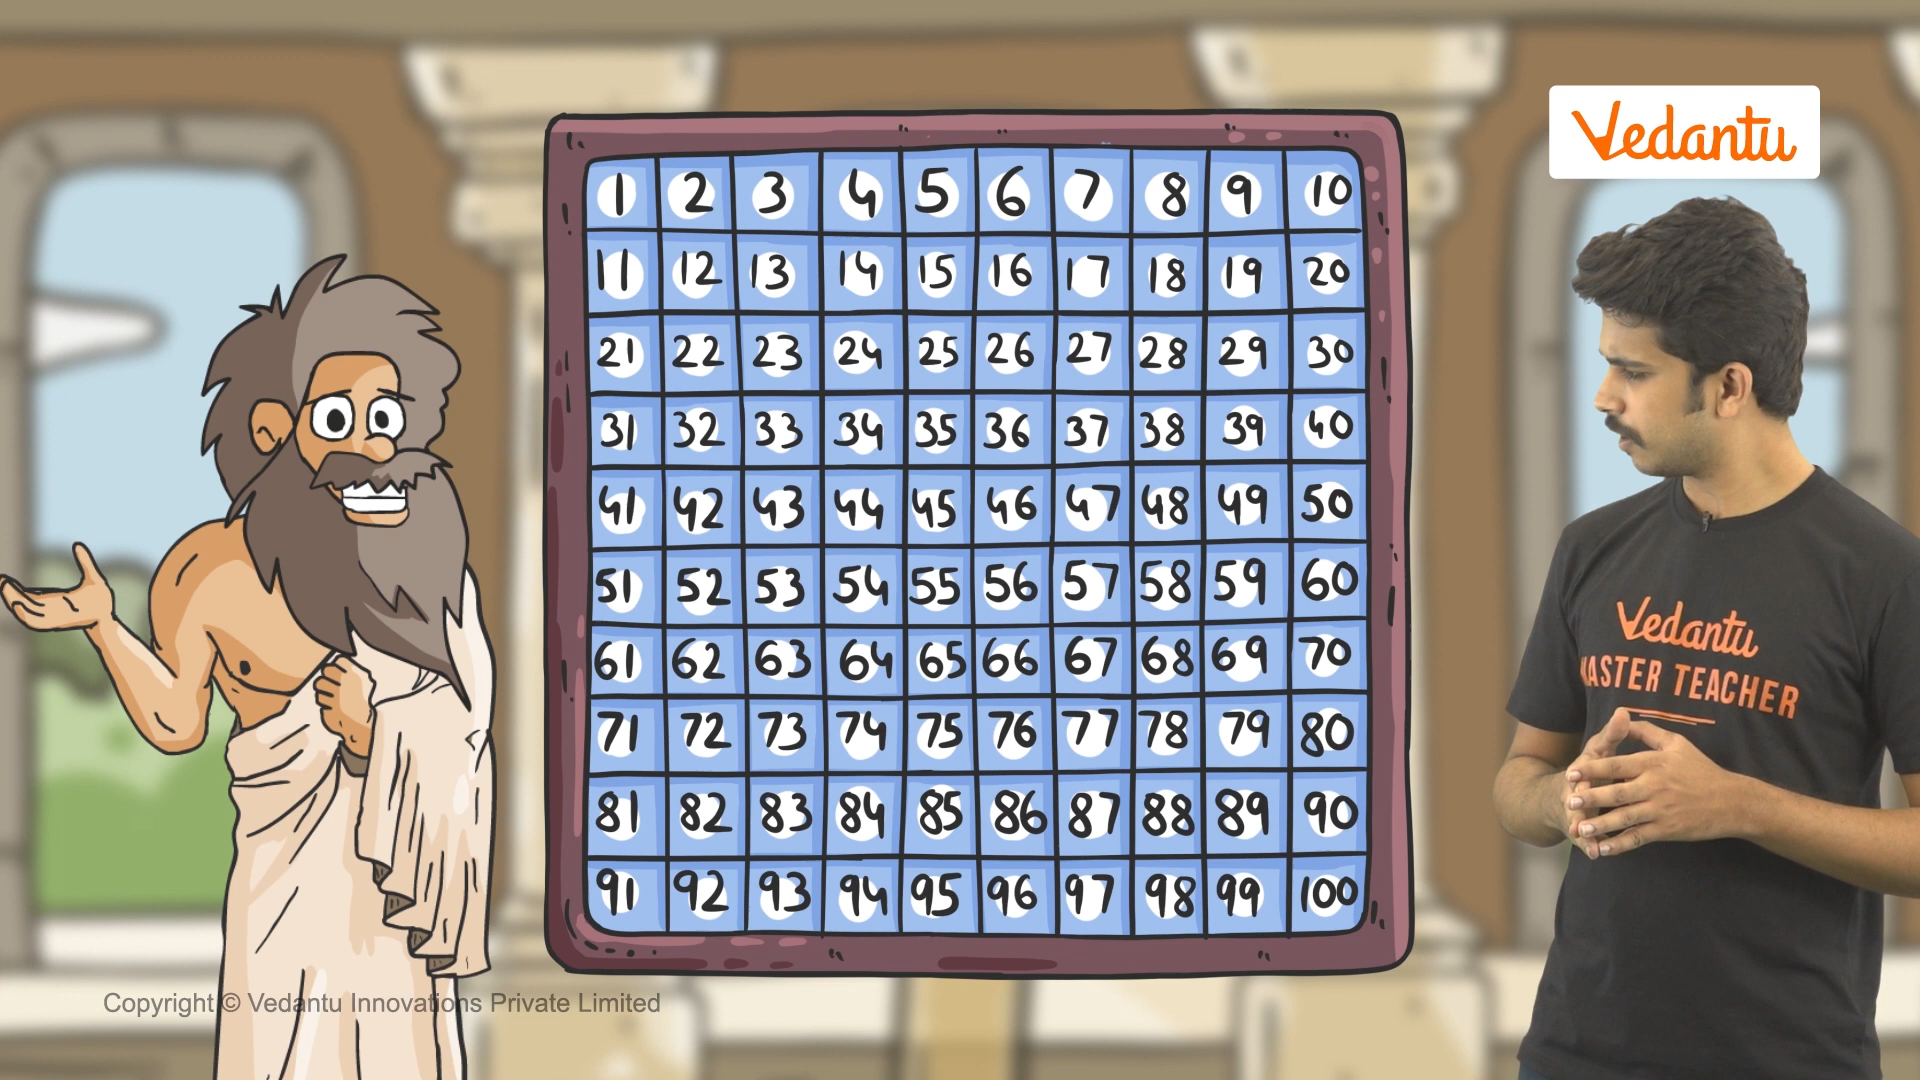 Vedantu
1 2 3 4 5 6 7 8 9 10
11 12 13 14 15 16 17 18 19 20
21 22 23 24 25 26 27 28 29 30
31 32 33 34 35 36 37 38 39 40
41 42 43 44 45 46 47 48 49 50
51 52 53 54 55 56 57 58 59 60
61 62 63 64 65 66 67 68 69 70
71 72 73 74 75 76 77 78 79 80
81 82 83 84 85 86 87 88 89 90
91 92 93 94 95 96 97 98 99 100
Vedantu
MASTER TEACHER
Copyright © Vedantu Innovations Private Limited